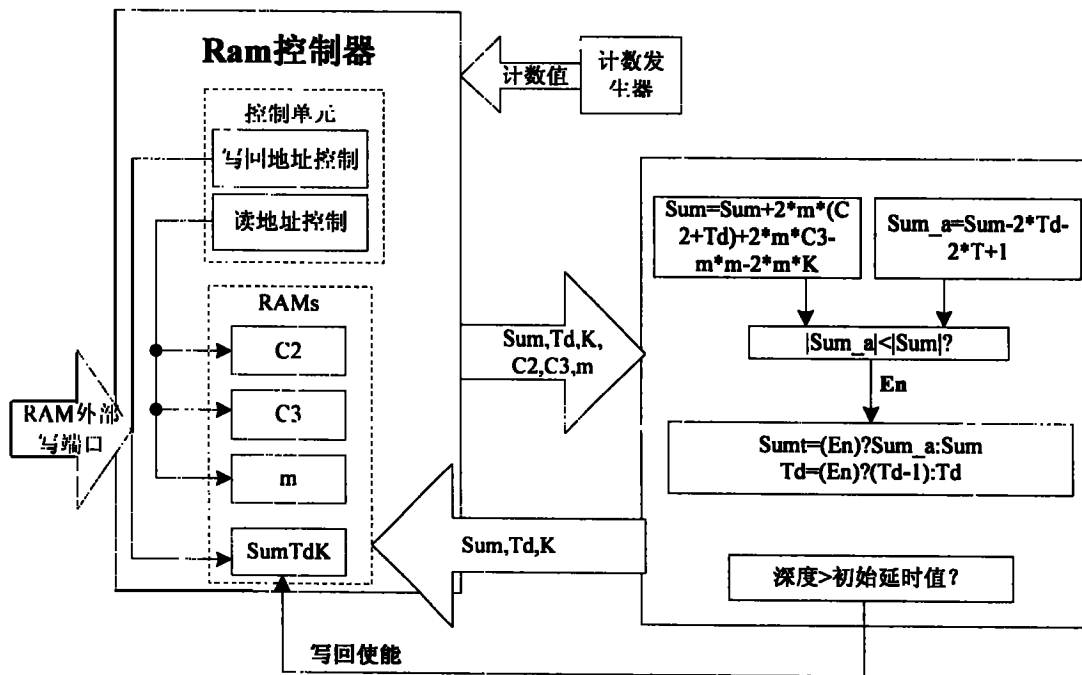 Ram控制器
计数值
计数发
生器
控制单元
写回地址控制
读地址控制
RAMs
C2
C3
m
SumTdK
RAM外部
写端口
Sum,Td,K,
C2,C3,m
Sum,Td,K
Sum=Sum+2*m*(C
2+Td)+2*m*C3-
m*m-2*m*K
Sum_a=Sum-2*Td-
2*T+1
|Sum_a|<|Sum|?
En
Sumt=(En)?Sum_a:Sum
Td=(En)?(Td-1):Td
深度>初始延时值?
写回使能